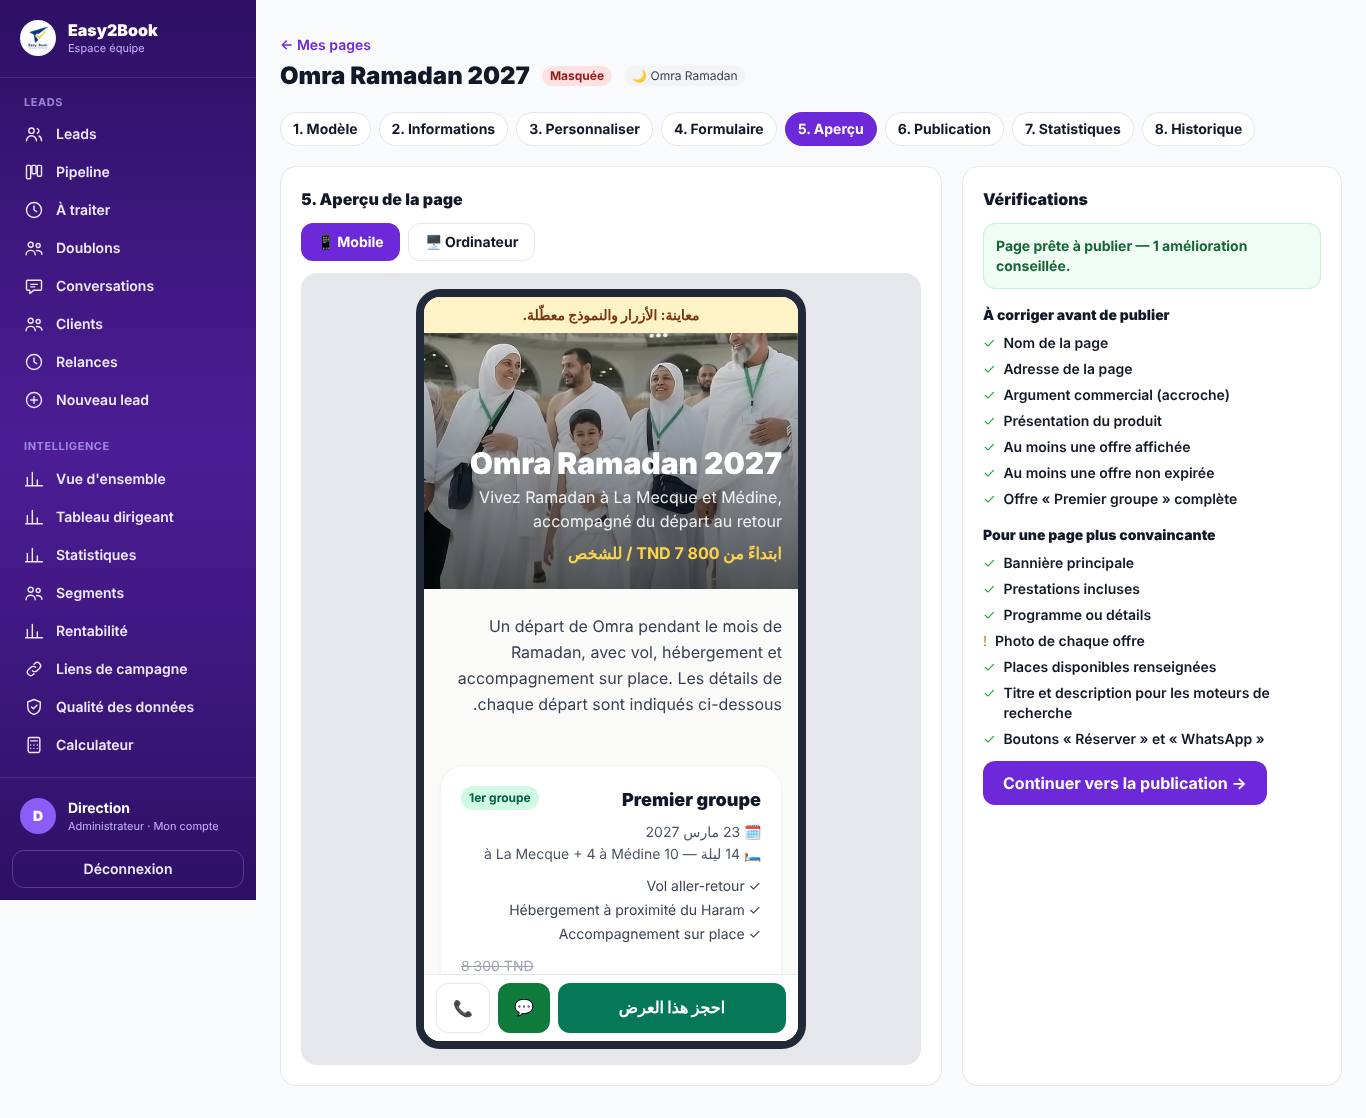 Easy2Book
Espace équipe
LEADS
Leads
Pipeline
À traiter
Doublons
Conversations
Clients
Relances
Nouveau lead
INTELLIGENCE
Vue d'ensemble
Tableau dirigeant
Statistiques
Segments
Rentabilité
Liens de campagne
Qualité des données
Calculateur
D
Direction
Administrateur · Mon compte
Déconnexion
← Mes pages
Omra Ramadan 2027
Masquée
🌙 Omra Ramadan
1. Modèle
2. Informations
3. Personnaliser
4. Formulaire
5. Aperçu
6. Publication
7. Statistiques
8. Historique
5. Aperçu de la page
📱 Mobile
🖥️ Ordinateur
معاينة: الأزرار والنموذج معطّلة.
Omra Ramadan 2027
Vivez Ramadan à La Mecque et Médine,
accompagné du départ au retour
ابتداءً من 7 800 TND / للشخص
Un départ de Omra pendant le mois de
Ramadan, avec vol, hébergement et
accompagnement sur place. Les détails de
.chaque départ sont indiqués ci-dessous
1er groupe
Premier groupe
🗓️ 23 مارس 2027
🛏️ 14 ليلة — 10 à La Mecque + 4 à Médine
Vol aller-retour ✓
Hébergement à proximité du Haram ✓
Accompagnement sur place ✓
8 300 TND
📞
💬
احجز هذا العرض
Vérifications
Page prête à publier — 1 amélioration
conseillée.
À corriger avant de publier
✓ Nom de la page
✓ Adresse de la page
✓ Argument commercial (accroche)
✓ Présentation du produit
✓ Au moins une offre affichée
✓ Au moins une offre non expirée
✓ Offre « Premier groupe » complète
Pour une page plus convaincante
✓ Bannière principale
✓ Prestations incluses
✓ Programme ou détails
! Photo de chaque offre
✓ Places disponibles renseignées
✓ Titre et description pour les moteurs de
recherche
✓ Boutons « Réserver » et « WhatsApp »
Continuer vers la publication →